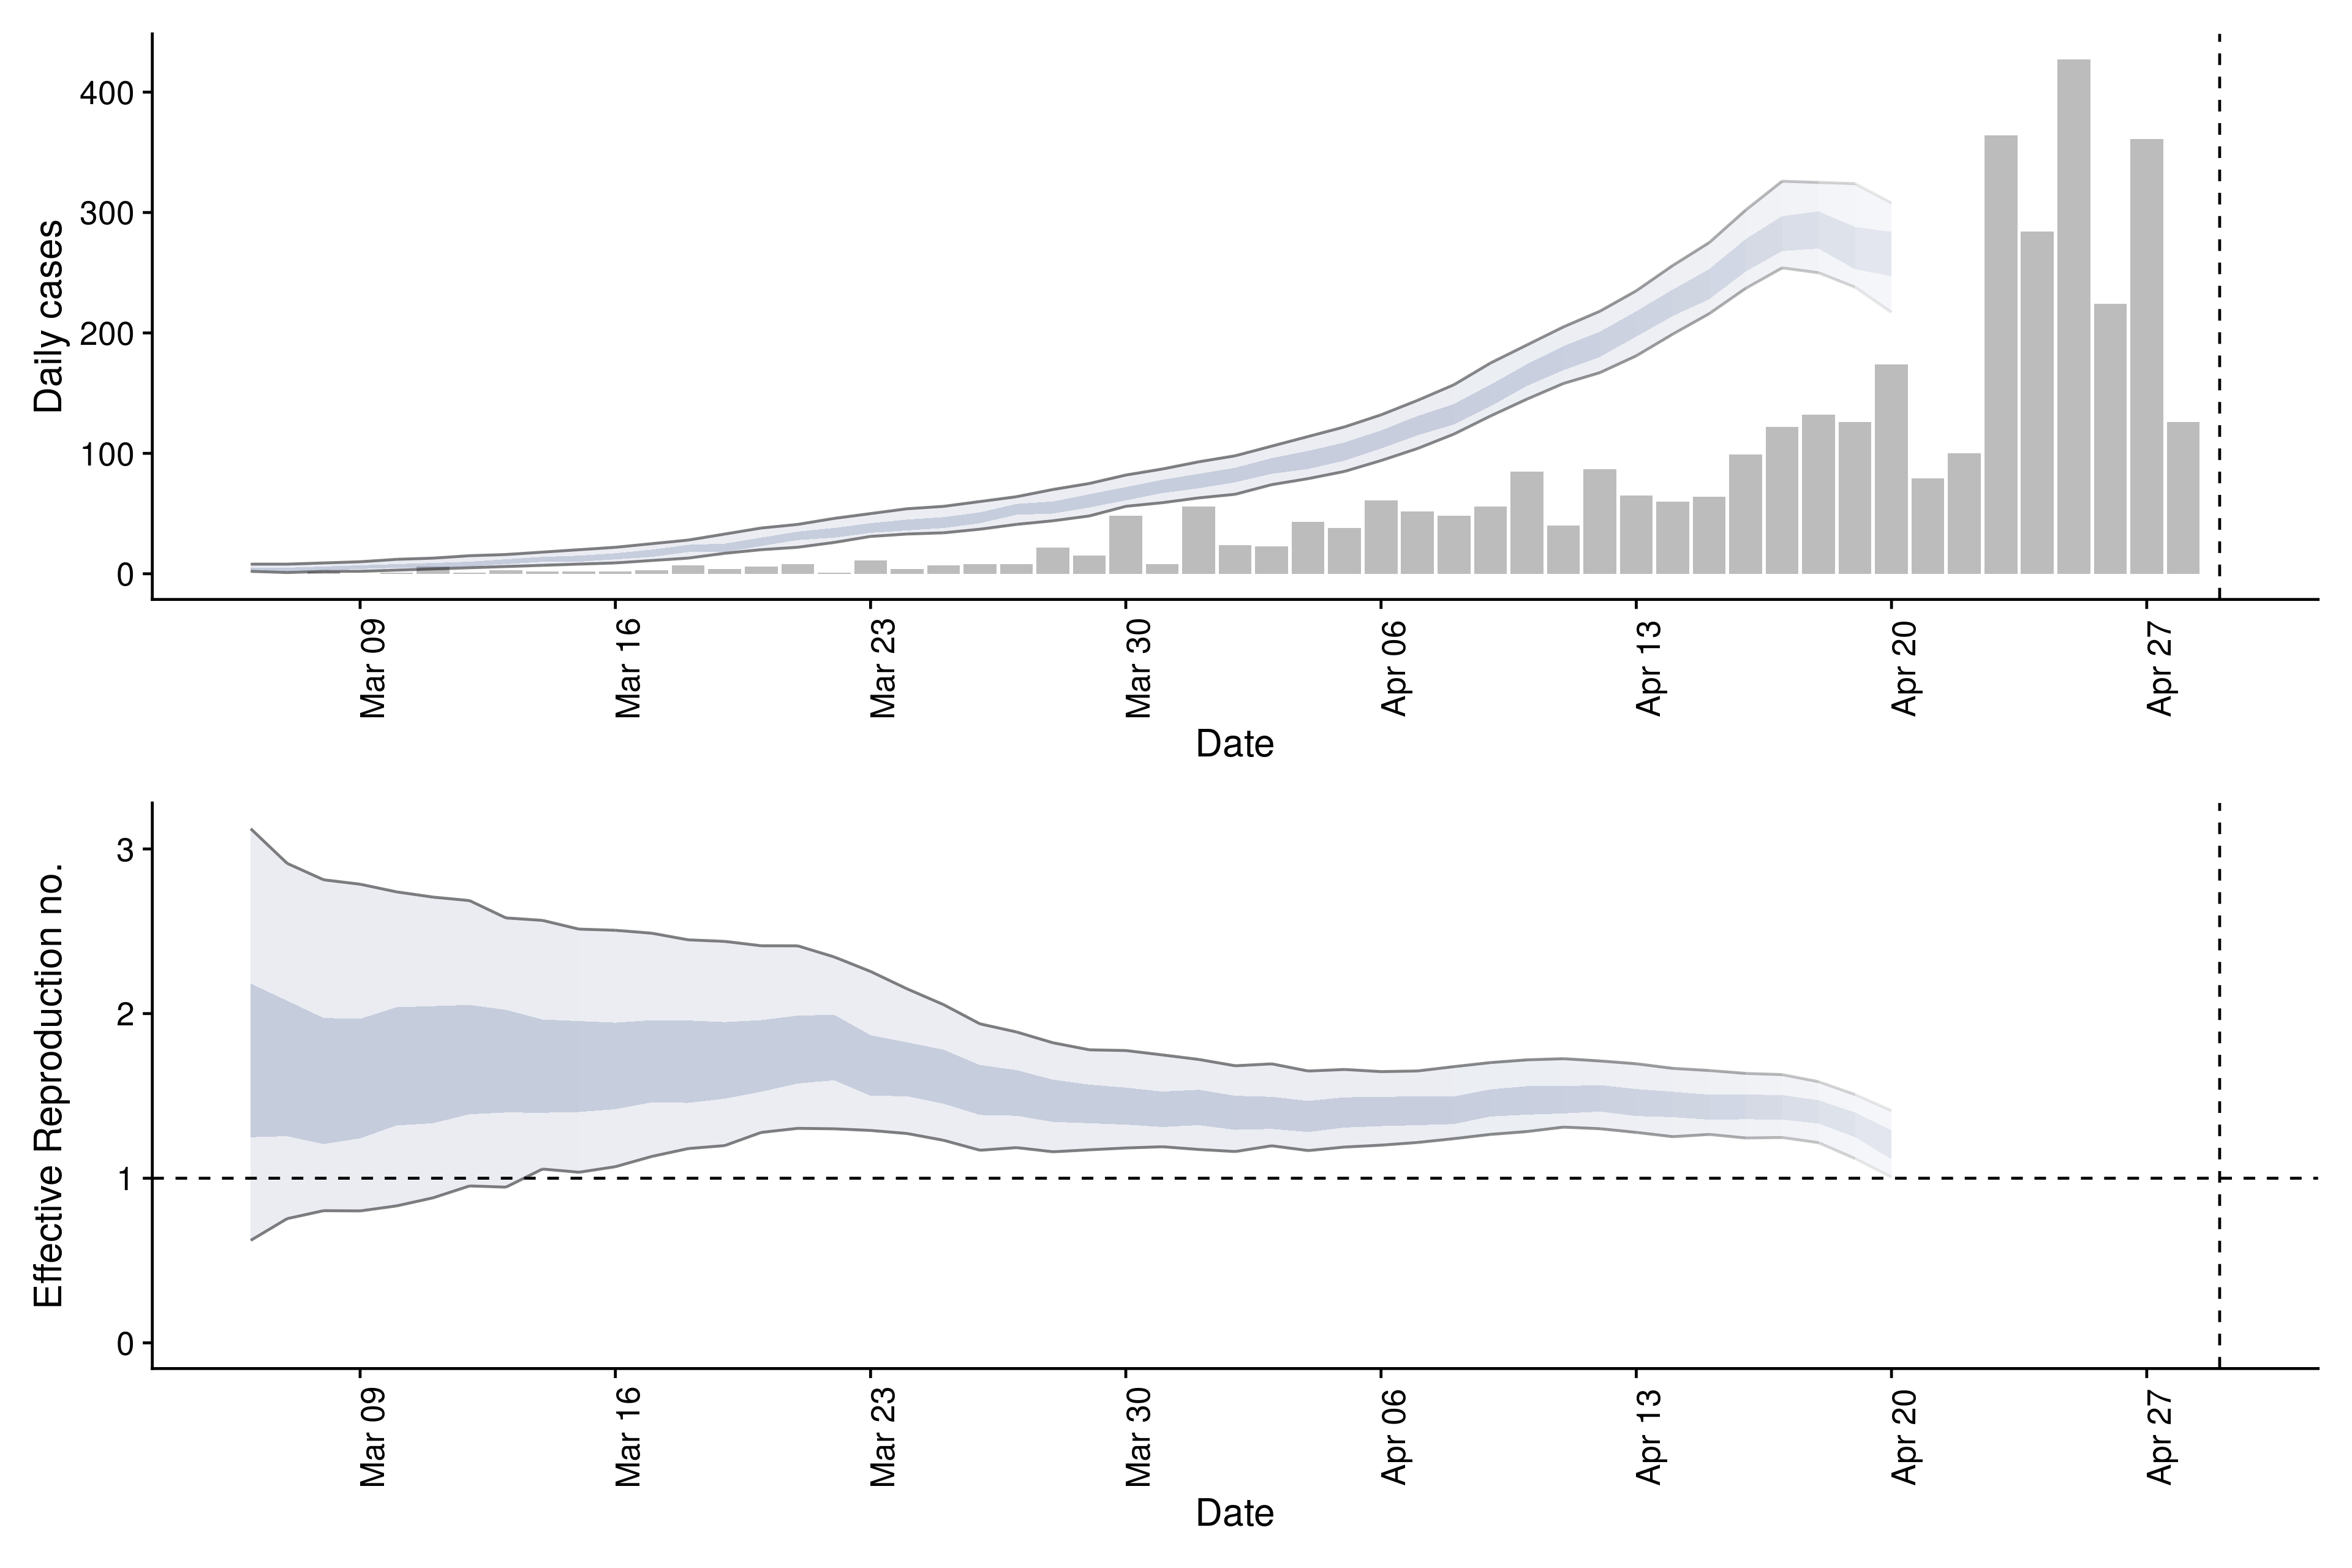 Daily cases
400
300
200
100
0
Mar 09
Mar 16
Mar 23
Mar 30
Apr 06
Apr 13
Apr 20
Apr 27
Date
Effective Reproduction no.
3
2
1
0
Mar 09
Mar 16
Mar 23
Mar 30
Apr 06
Apr 13
Apr 20
Apr 27
Date